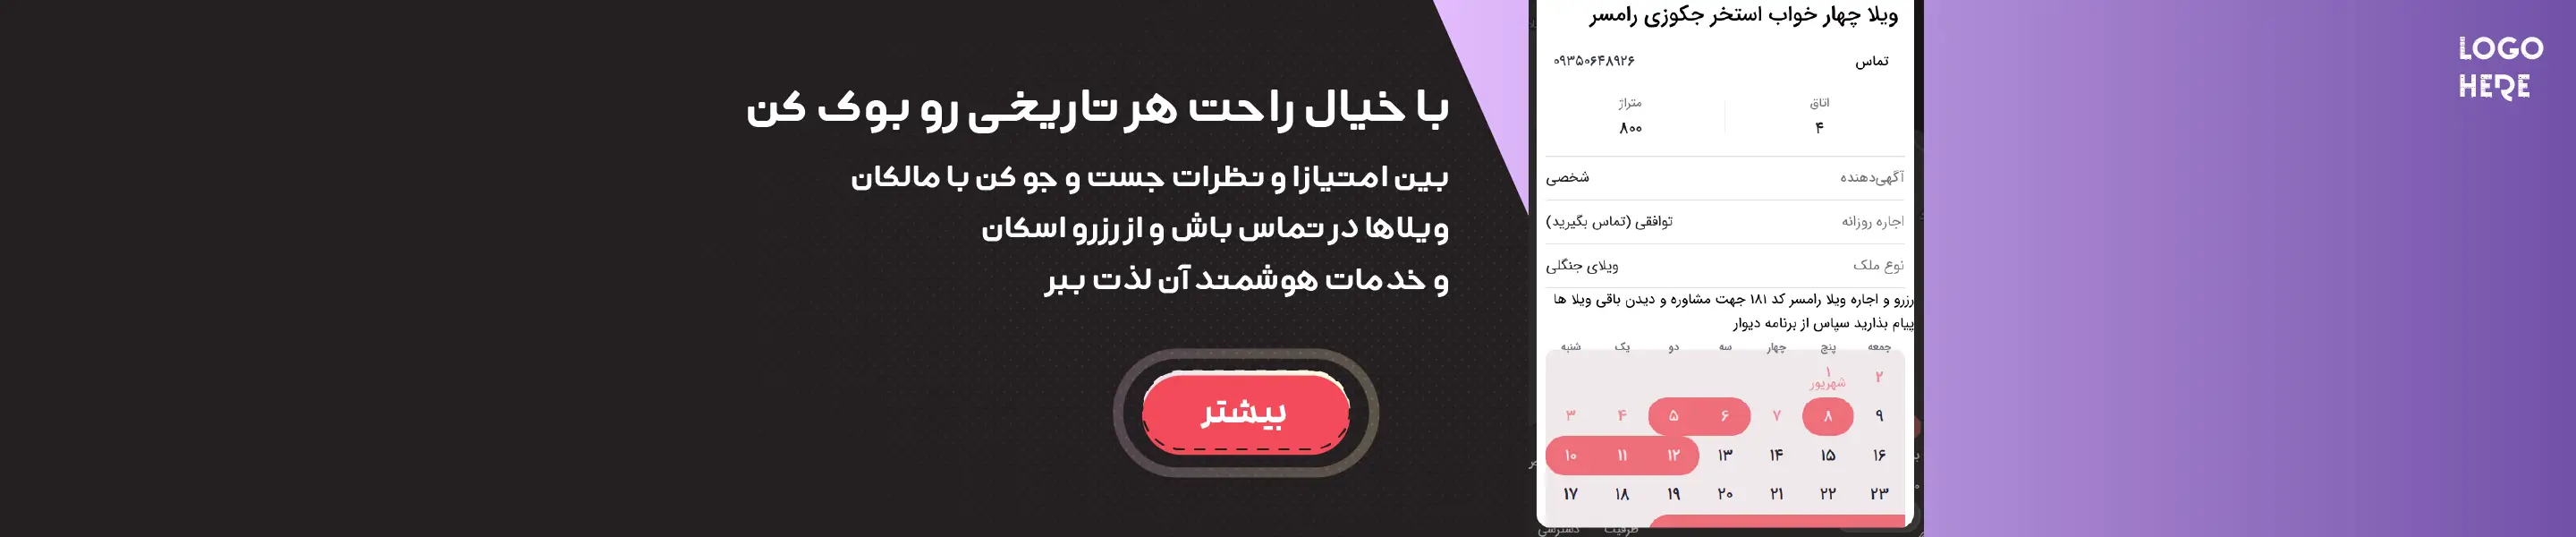 LOGO
HERE
ویلا چهار خواب استخر جکوزی رامسر
تماس ۰۹۳۵۰۶۴۸۹۲۶
اتاق متراژ
۴ ۸۰۰
آگهی‌دهنده شخصی
اجاره روزانه توافقی (تماس بگیرید)
نوع ملک ویلای جنگلی
رزرو و اجاره ویلا رامسر کد ۱۸۱ جهت مشاوره و دیدن باقی ویلا ها
پیام بذارید سپاس از برنامه دیوار
شنبه یک دو سه چهار پنج جمعه
۱ ۲
شهریور
۳ ۴ ۵ ۶ ۷ ۸ ۹
۱۰ ۱۱ ۱۲ ۱۳ ۱۴ ۱۵ ۱۶
۱۷ ۱۸ ۱۹ ۲۰ ۲۱ ۲۲ ۲۳
ظرفیت دسترسی
با خیال راحت هر تاریخی رو بوک کن
بین امتیازا و نظرات جست و جو کن با مالکان
ویلاها در تماس باش و از رزرو اسکان
و خدمات هوشمند آن لذت ببر
بیشتر